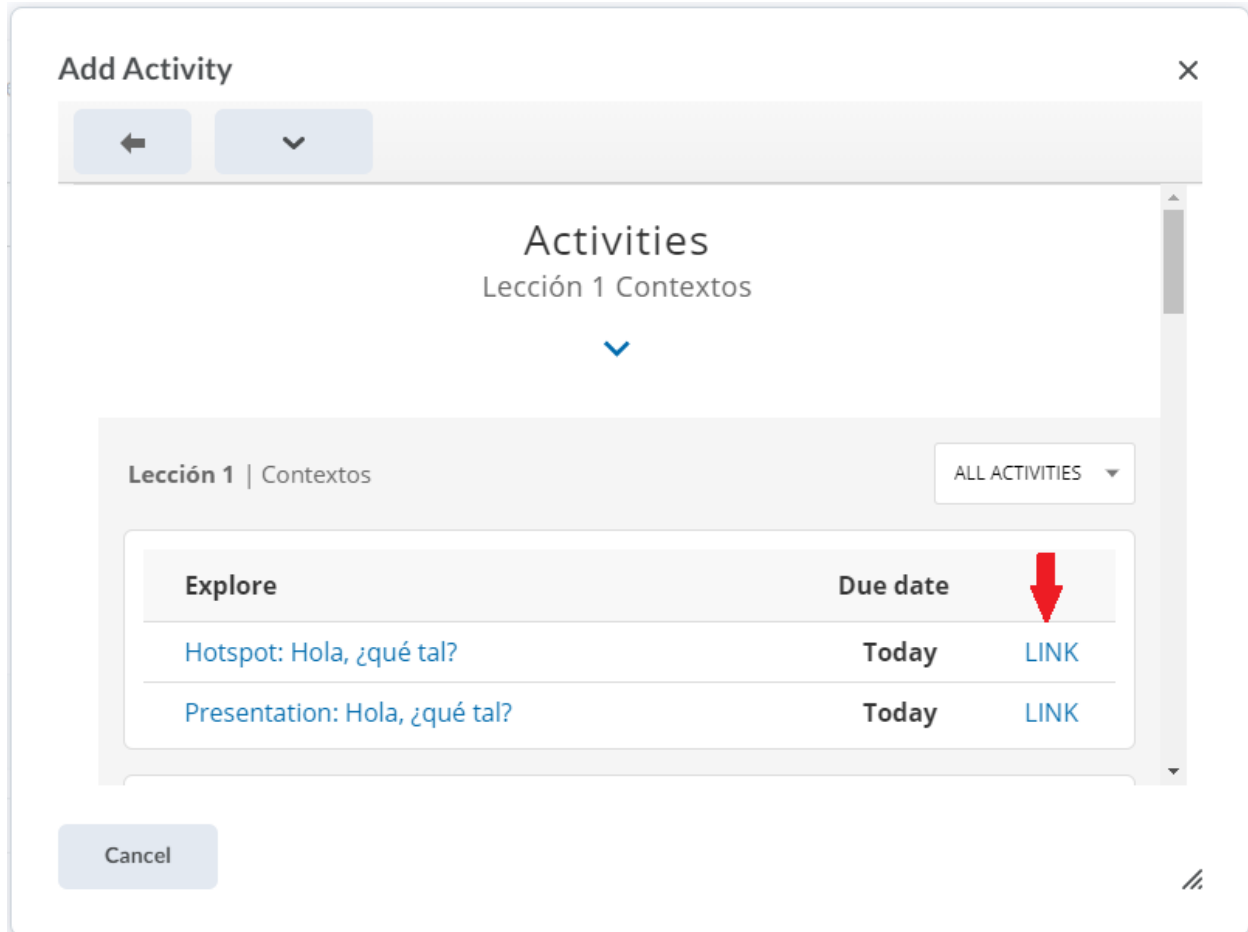 Add Activity
Activities
Lección 1 Contextos
Lección 1 | Contextos
ALL ACTIVITIES
Explore Due date
Hotspot: Hola, ¿qué tal? Today LINK
Presentation: Hola, ¿qué tal? Today LINK
Cancel